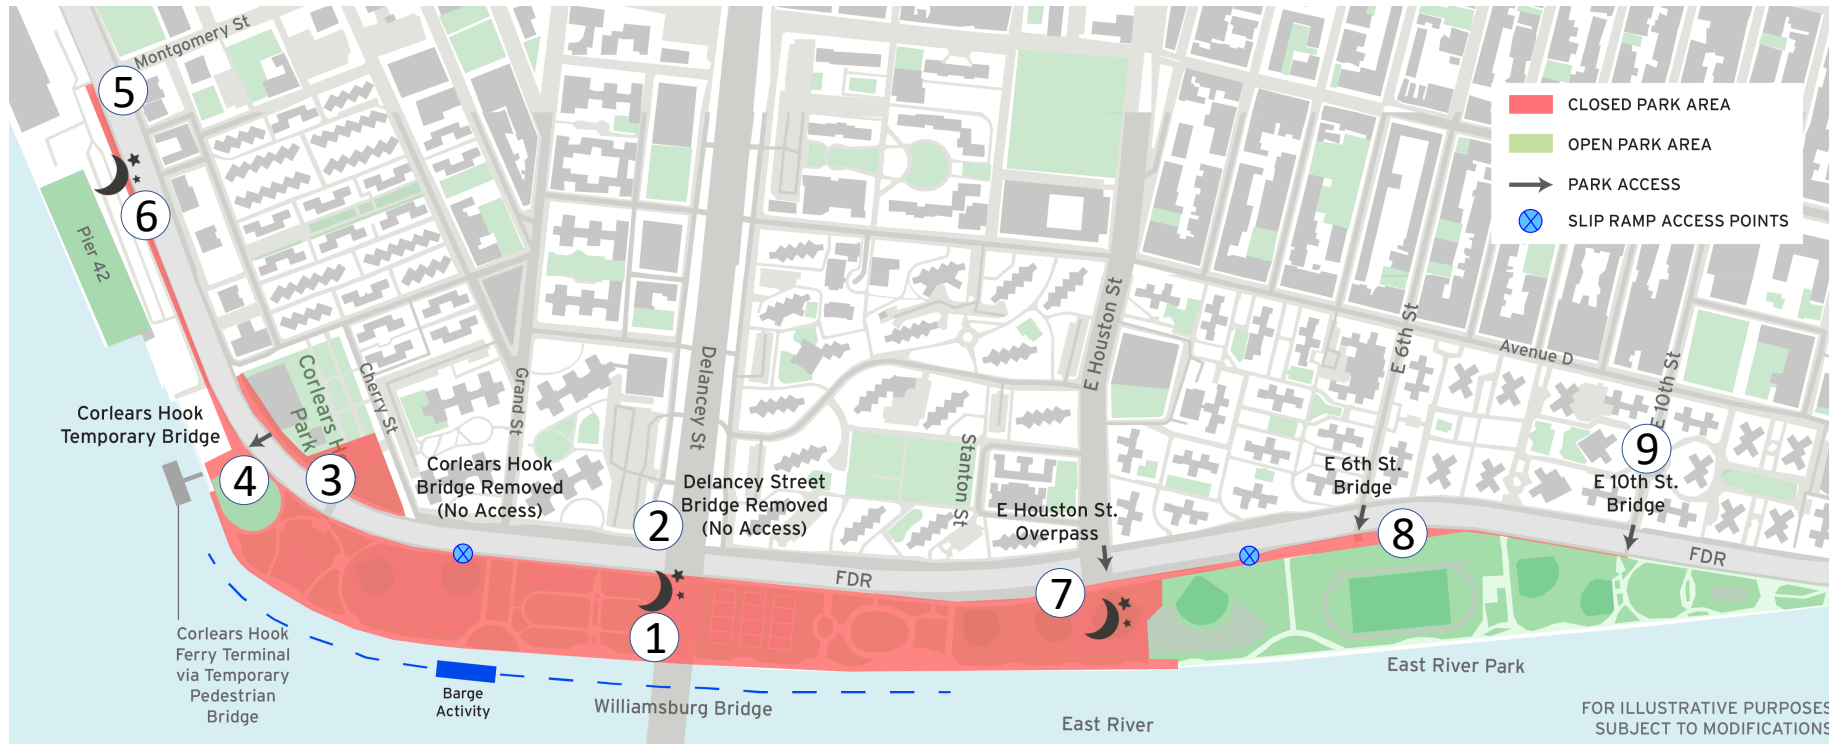 Montgomery St
5
CLOSED PARK AREA
OPEN PARK AREA
PARK ACCESS
SLIP RAMP ACCESS POINTS
6
Pier 42
E Houston St
E 6th St
Avenue D
E 10th St
Corlears H
Park
Cherry St
Grand St
Delancey St
Stanton St
Corlears Hook
Temporary Bridge
4
3
Corlears Hook
Bridge Removed
(No Access)
2
Delancey Street
Bridge Removed
(No Access)
E Houston St.
Overpass
E 6th St.
Bridge
9
E 10th St.
Bridge
8
FDR
FDR
7
1
Corlears Hook
Ferry Terminal
via Temporary
Pedestrian
Bridge
Barge
Activity
Williamsburg Bridge
East River
East River Park
FOR ILLUSTRATIVE PURPOSES
SUBJECT TO MODIFICATIONS